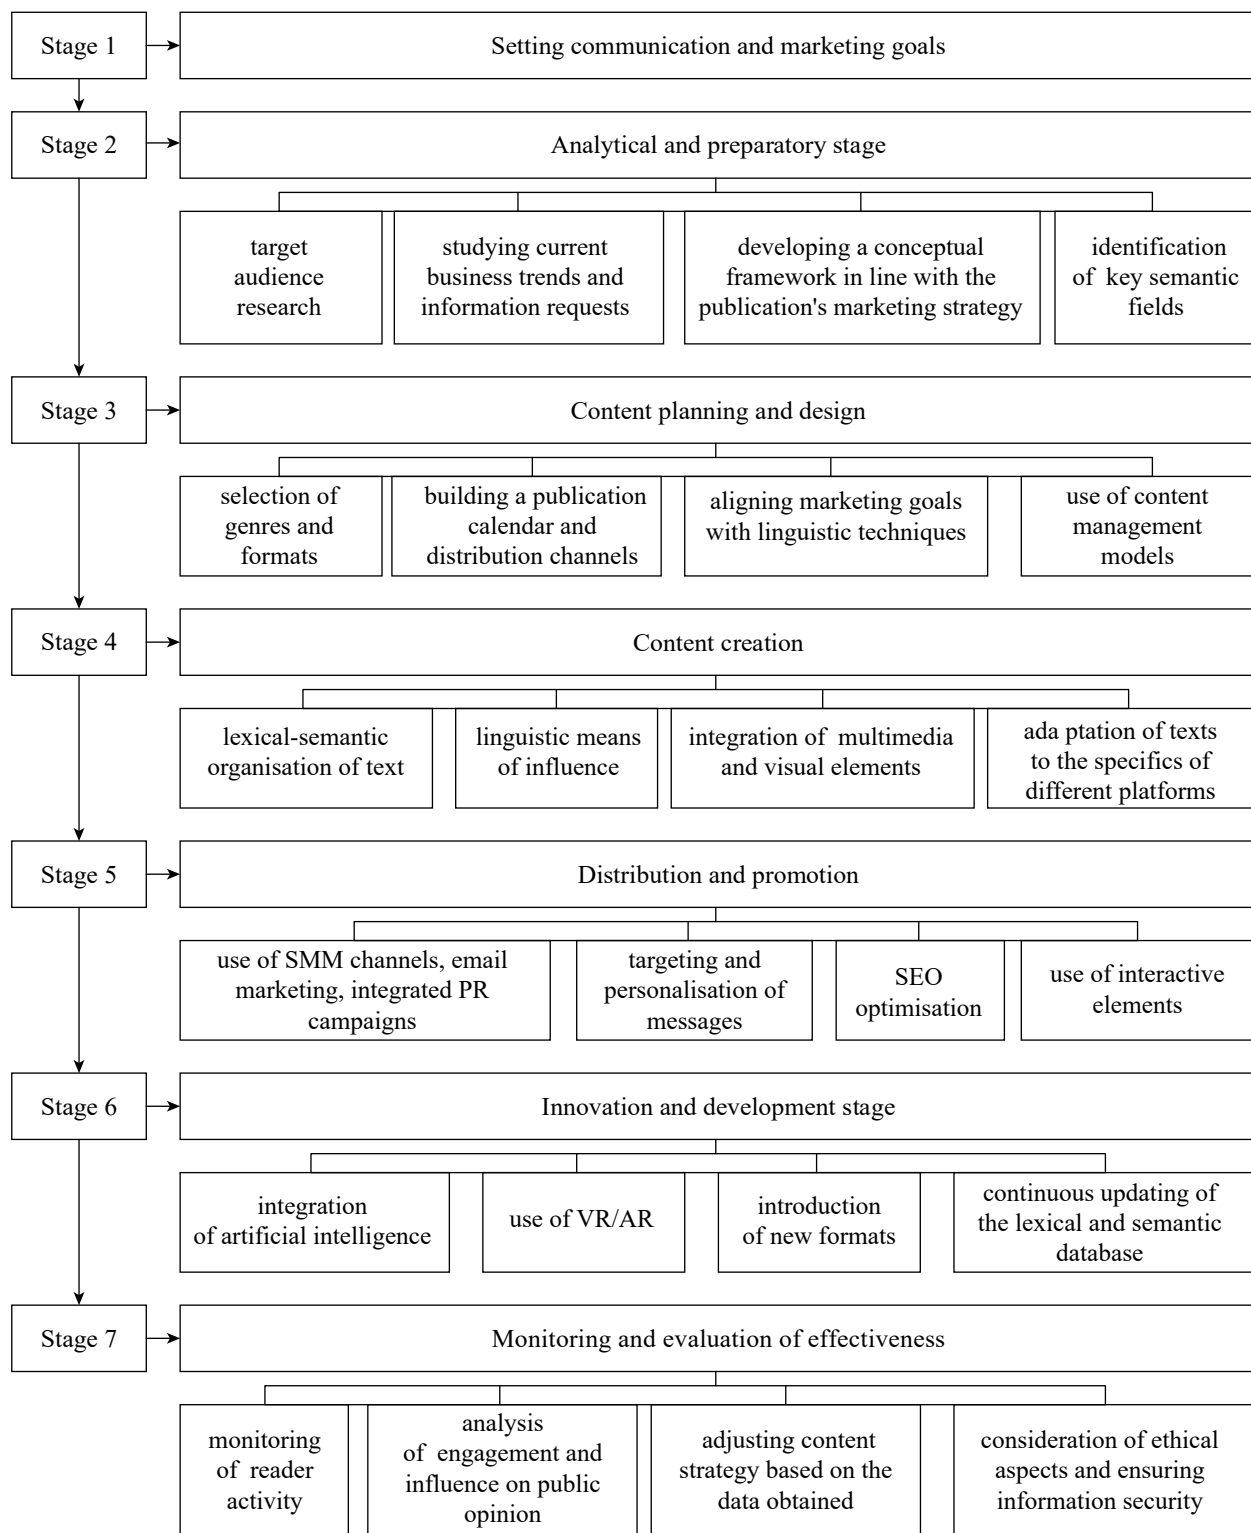 Stage 1
Setting communication and marketing goals
Stage 2
Analytical and preparatory stage
target
audience
research
studying current
business trends and
information requests
developing a conceptual
framework in line with the
publication's marketing strategy
identification
of key semantic
fields
Stage 3
Content planning and design
selection of
genres and
formats
building a publication
calendar and
distribution channels
aligning marketing goals
with linguistic techniques
use of content
management
models
Stage 4
Content creation
lexical-semantic
organisation of text
linguistic means
of influence
integration of multimedia
and visual elements
ada ptation of texts
to the specifics of
different platforms
Stage 5
Distribution and promotion
use of SMM channels, email
marketing, integrated PR
campaigns
targeting and
personalisation of
messages
SEO
optimisation
use of interactive
elements
Stage 6
Innovation and development stage
integration
of artificial intelligence
use of VR/AR
introduction
of new formats
continuous updating of
the lexical and semantic
database
Stage 7
Monitoring and evaluation of effectiveness
monitoring
of reader
activity
analysis
of engagement and
influence on public
opinion
adjusting content
strategy based on the
data obtained
consideration of ethical
aspects and ensuring
information security